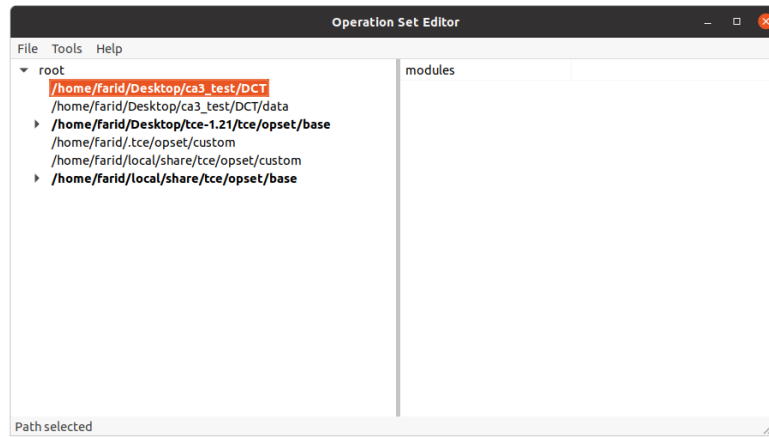 Operation Set Editor
File Tools Help
root
/home/farid/Desktop/ca3_test/DCT
/home/farid/Desktop/ca3_test/DCT/data
/home/farid/Desktop/tce-1.21/tce/opset/base
/home/farid/.tce/opset/custom
/home/farid/local/share/tce/opset/custom
/home/farid/local/share/tce/opset/base
modules
Path selected